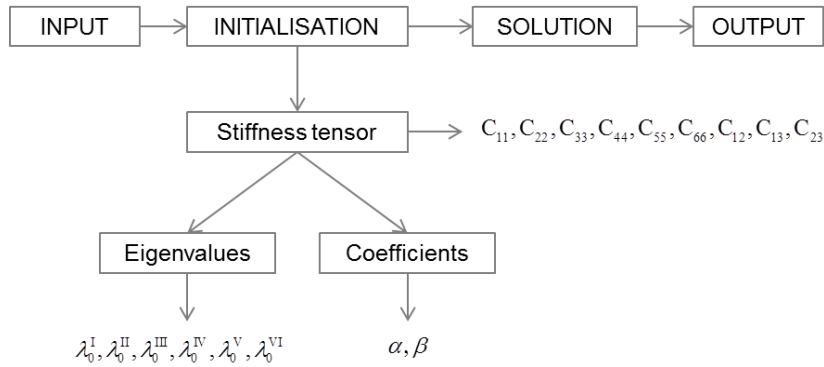 INPUT
INITIALISATION
SOLUTION
OUTPUT
Stiffness tensor
C₁₁, C₂₂, C₃₃, C₄₄, C₅₅, C₆₆, C₁₂, C₁₃, C₂₃
Eigenvalues
Coefficients
λ₀ᴵ, λ₀ᴵᴵ, λ₀ᴵᴵᴵ, λ₀ᴵⱽ, λ₀ⱽ, λ₀ⱽᴵ
α, β